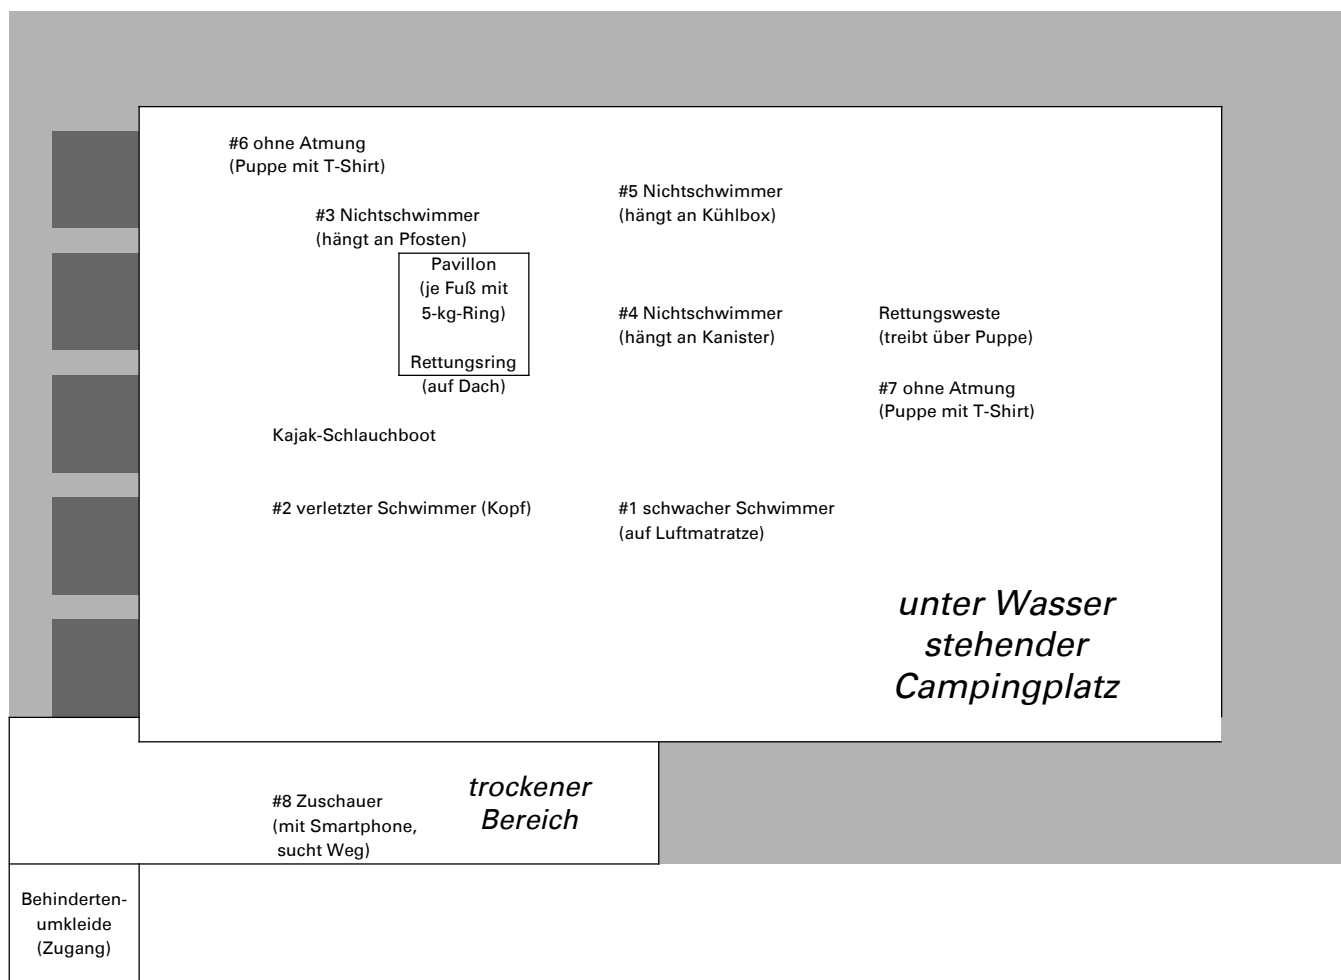 #6 ohne Atmung
(Puppe mit T-Shirt)
#5 Nichtschwimmer
(hängt an Kühlbox)
#3 Nichtschwimmer
(hängt an Pfosten)
Pavillon
(je Fuß mit
5-kg-Ring)
Rettungsring
(auf Dach)
#4 Nichtschwimmer
(hängt an Kanister)
Rettungsweste
(treibt über Puppe)
#7 ohne Atmung
(Puppe mit T-Shirt)
Kajak-Schlauchboot
#2 verletzter Schwimmer (Kopf)
#1 schwacher Schwimmer
(auf Luftmatratze)
unter Wasser
stehender
Campingplatz
#8 Zuschauer
(mit Smartphone,
sucht Weg)
trockener
Bereich
Behinderten-
umkleide
(Zugang)